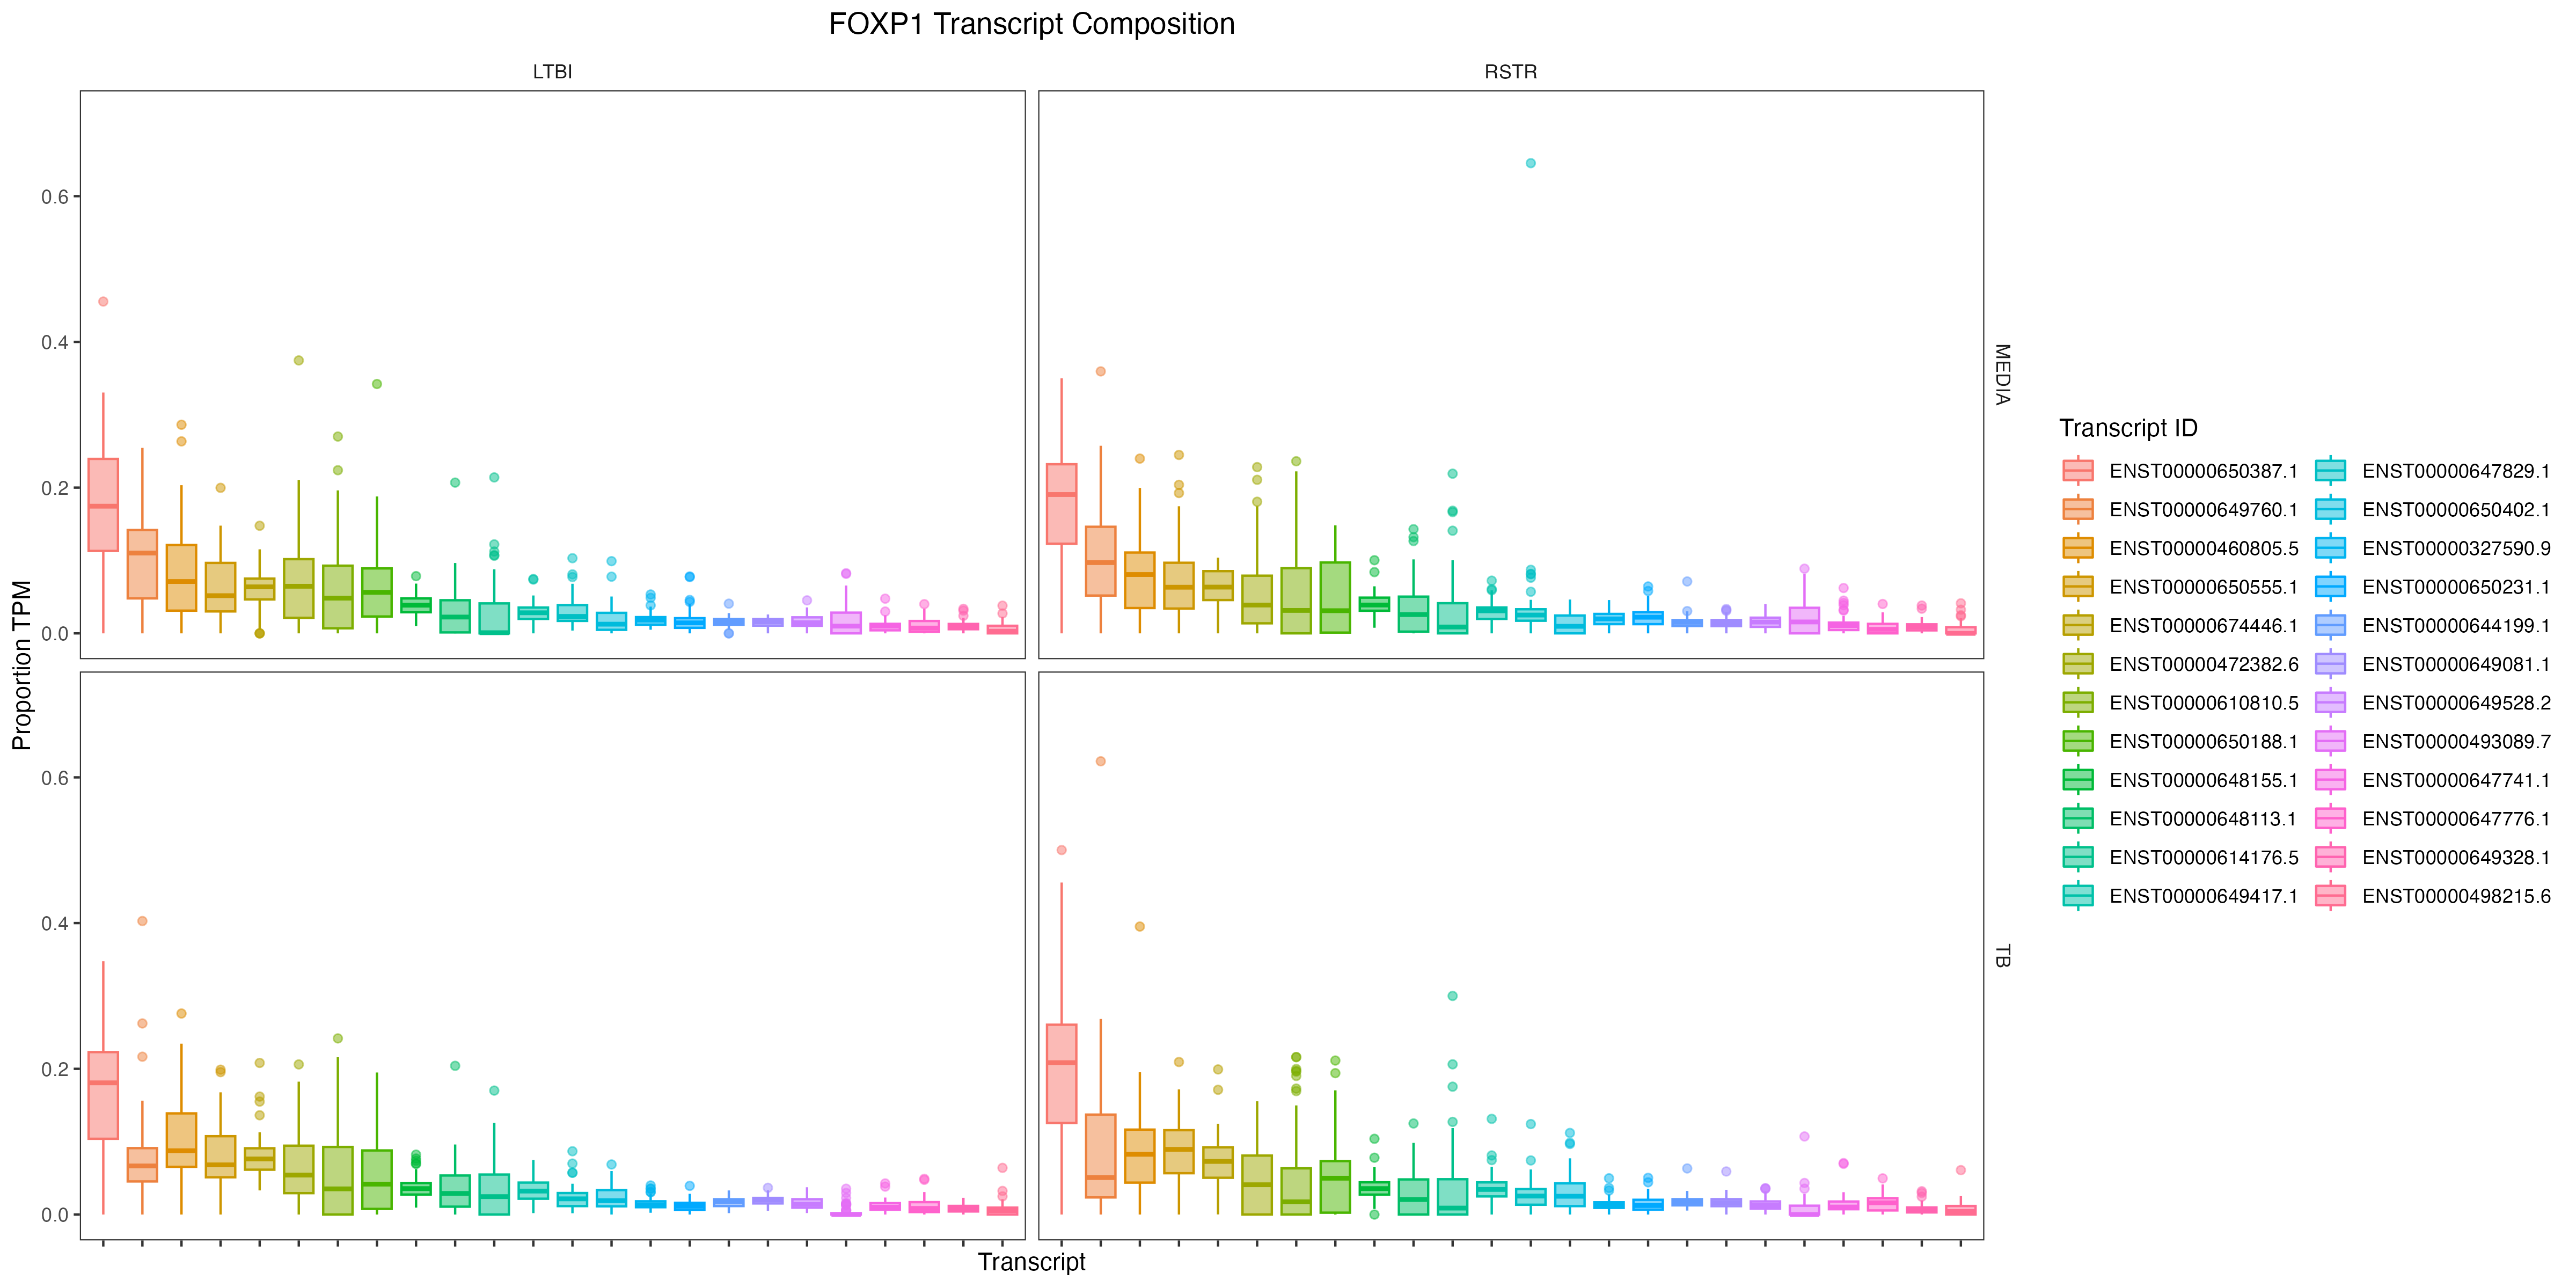 FOXP1 Transcript Composition
LTBI
RSTR
0.6
0.4
0.2
0.0
MEDIA
0.6
0.4
0.2
0.0
TB
Proportion TPM
Transcript
Transcript ID
ENST00000650387.1
ENST00000649760.1
ENST00000460805.5
ENST00000650555.1
ENST00000674446.1
ENST00000472382.6
ENST00000610810.5
ENST00000650188.1
ENST00000648155.1
ENST00000648113.1
ENST00000614176.5
ENST00000649417.1
ENST00000647829.1
ENST00000650402.1
ENST00000327590.9
ENST00000650231.1
ENST00000644199.1
ENST00000649081.1
ENST00000649528.2
ENST00000493089.7
ENST00000647741.1
ENST00000647776.1
ENST00000649328.1
ENST00000498215.6